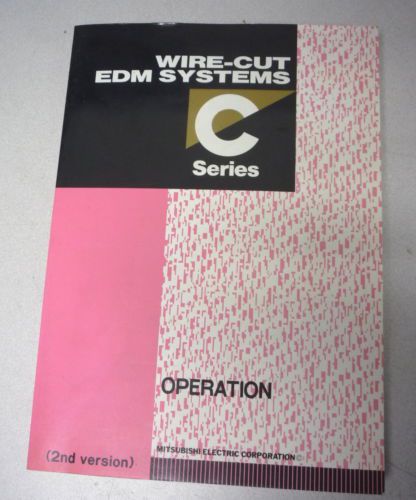 WIRE-CUT
EDM SYSTEMS
C
Series
OPERATION
MITSUBISHI ELECTRIC CORPORATION©
(2nd version)